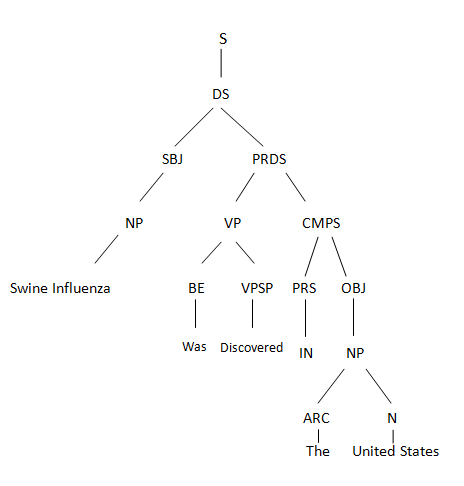 S
DS
SBJ PRDS
NP VP CMPS
Swine Influenza BE VPSP PRS OBJ
Was Discovered IN NP
ARC N
The United States